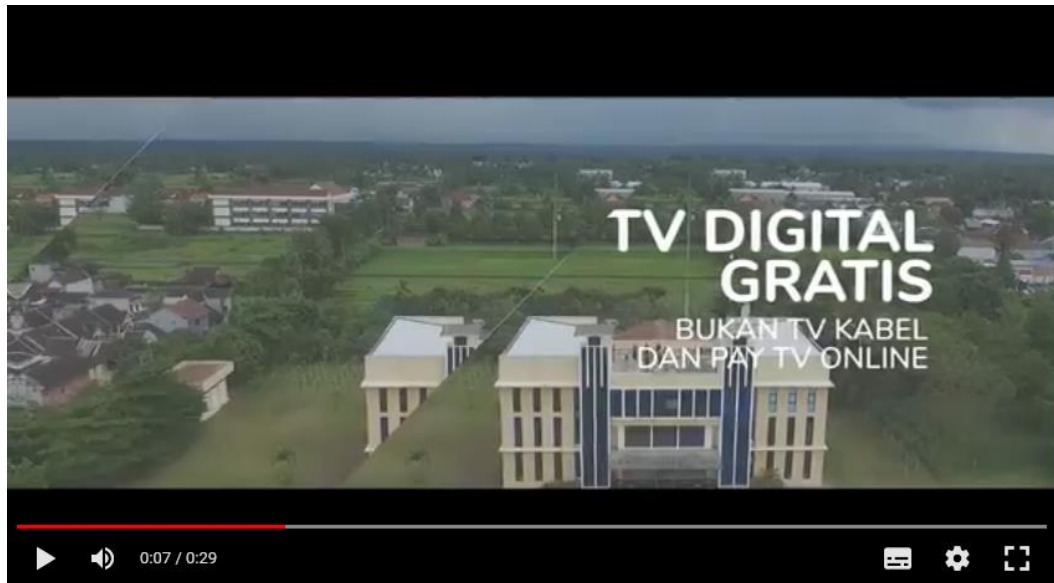 TV DIGITAL
GRATIS
BUKAN TV KABEL
DAN PAY TV ONLINE
0:07 / 0:29